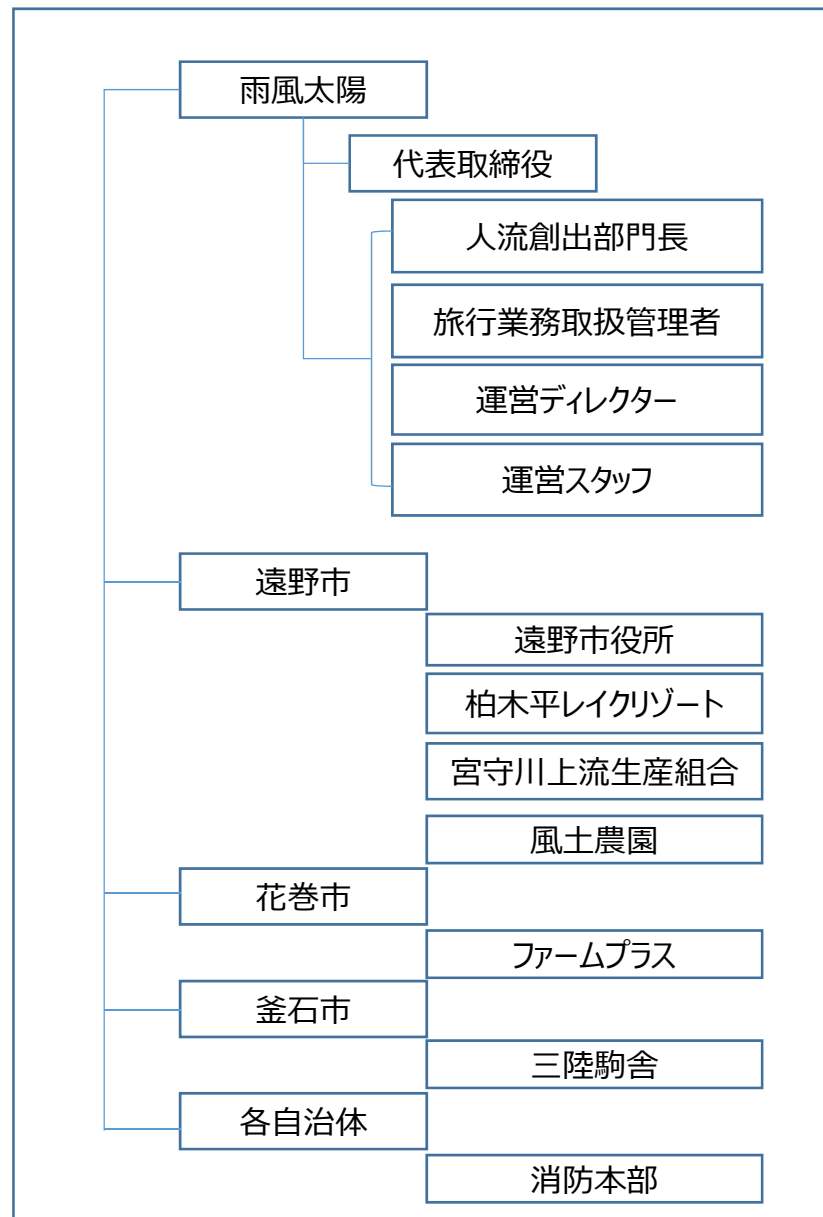 雨風太陽
代表取締役
人流創出部門長
旅行業務取扱管理者
運営ディレクター
運営スタッフ
遠野市
遠野市役所
柏木平レイクリゾート
宮守川上流生産組合
風土農園
花巻市
ファームプラス
釜石市
三陸駒舎
各自治体
消防本部